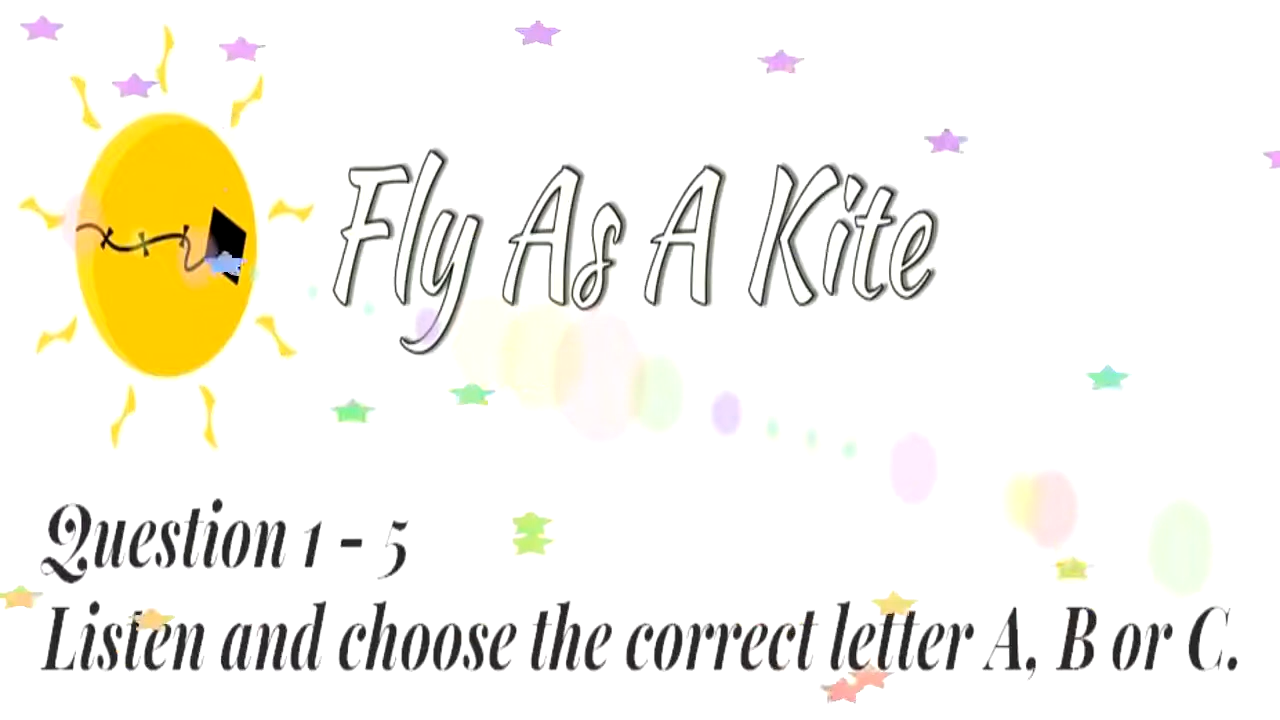 Fly As A Kite
Question 1 - 5
Listen and choose the correct letter A, B or C.